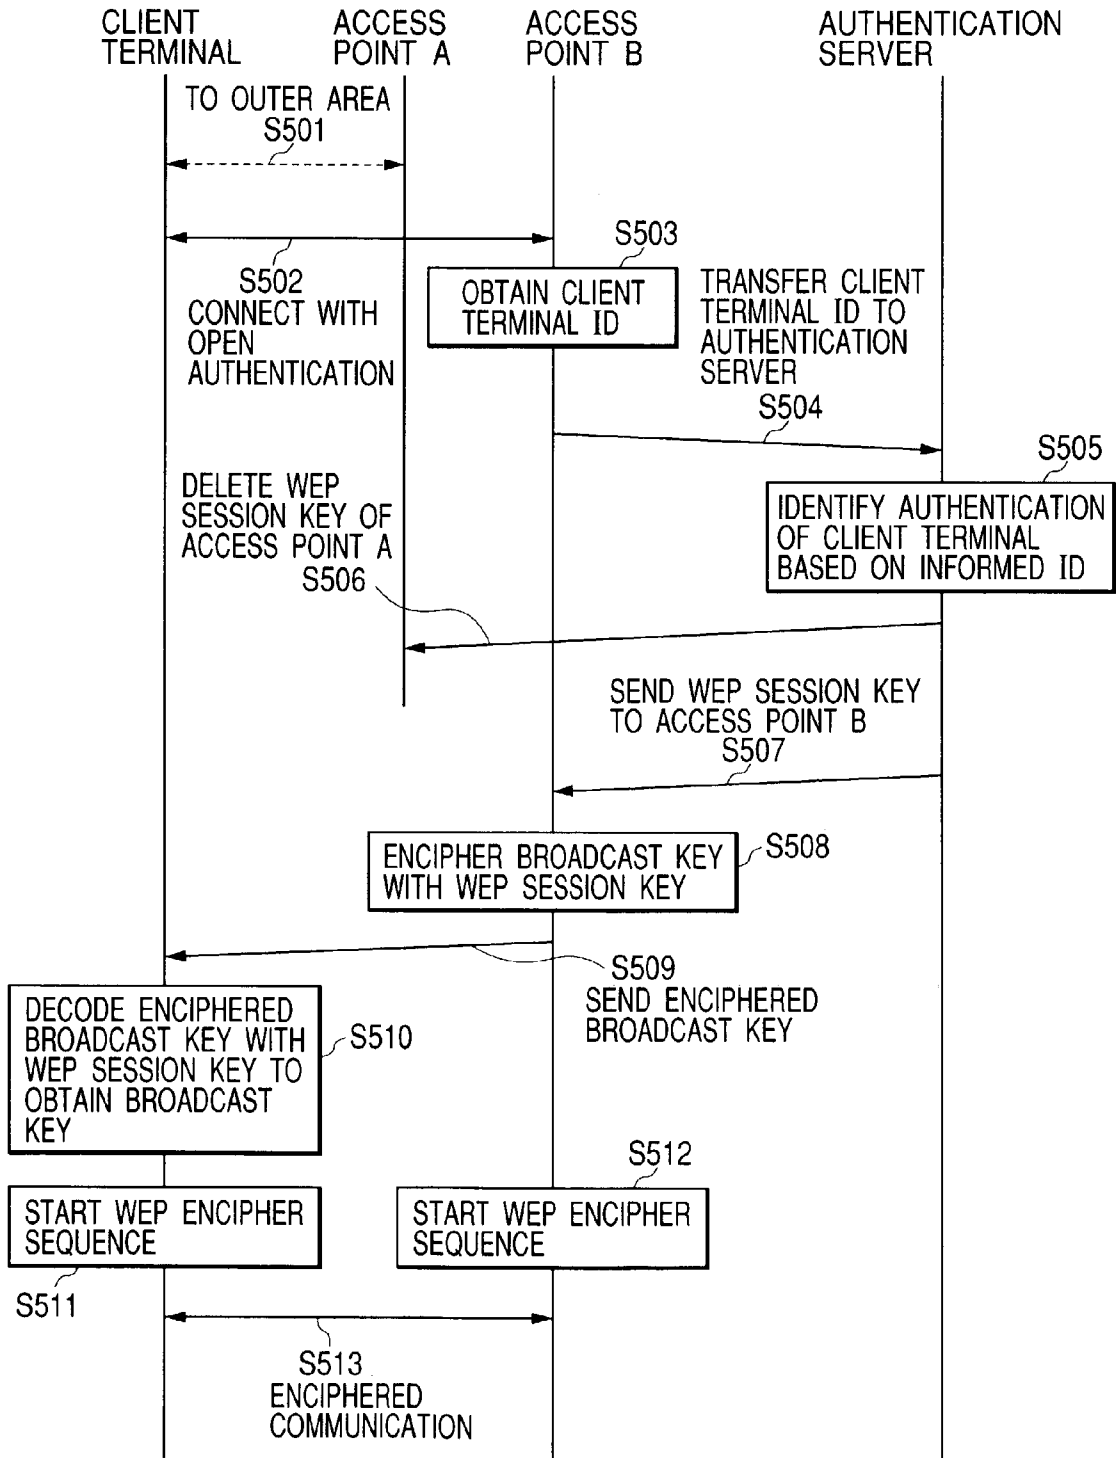 CLIENT
TERMINAL
ACCESS
POINT A
ACCESS
POINT B
AUTHENTICATION
SERVER
TO OUTER AREA
S501
S502
CONNECT WITH
OPEN
AUTHENTICATION
S503
OBTAIN CLIENT
TERMINAL ID
TRANSFER CLIENT
TERMINAL ID TO
AUTHENTICATION
SERVER
S504
S505
IDENTIFY AUTHENTICATION
OF CLIENT TERMINAL
BASED ON INFORMED ID
DELETE WEP
SESSION KEY OF
ACCESS POINT A
S506
SEND WEP SESSION KEY
TO ACCESS POINT B
S507
ENCIPHER BROADCAST KEY
WITH WEP SESSION KEY
S508
S509
SEND ENCIPHERED
BROADCAST KEY
DECODE ENCIPHERED
BROADCAST KEY WITH
WEP SESSION KEY TO
OBTAIN BROADCAST
KEY
S510
START WEP ENCIPHER
SEQUENCE
S511
S512
START WEP ENCIPHER
SEQUENCE
S513
ENCIPHERED
COMMUNICATION